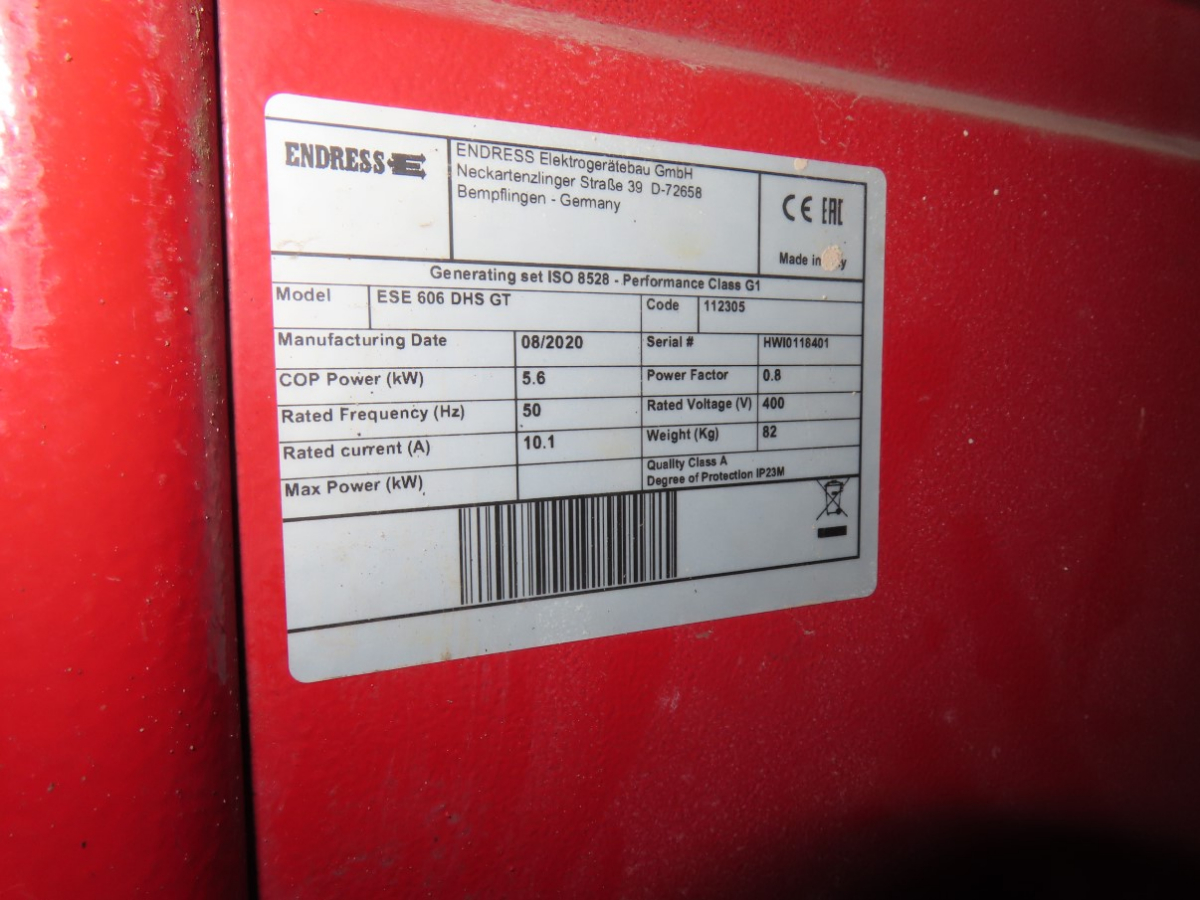 ENDRESS
ENDRESS Elektrogerätebau GmbH
Neckartenzlinger Straße 39 D-72658
Bempflingen - Germany
CE EAC
Made in
Generating set ISO 8528 - Performance Class G1
Model ESE 606 DHS GT Code 112305
Manufacturing Date 08/2020 Serial # HWI0118401
COP Power (kW) 5.6 Power Factor 0.8
Rated Frequency (Hz) 50 Rated Voltage (V) 400
Rated current (A) 10.1 Weight (Kg) 82
Max Power (kW) Quality Class A
Degree of Protection IP23M